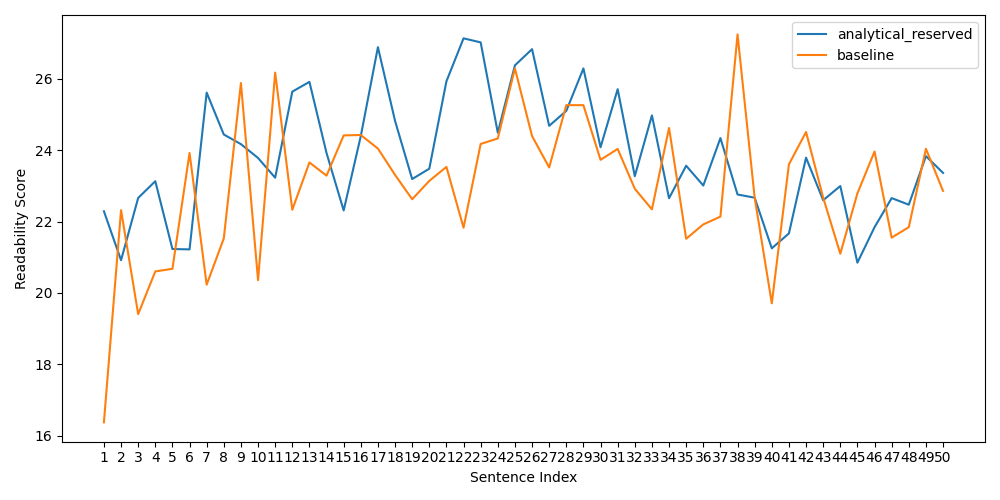 analytical_reserved
baseline
Readability Score
26
24
22
20
18
16
1 2 3 4 5 6 7 8 9 10 11 12 13 14 15 16 17 18 19 20 21 22 23 24 25 26 27 28 29 30 31 32 33 34 35 36 37 38 39 40 41 42 43 44 45 46 47 48 49 50
Sentence Index